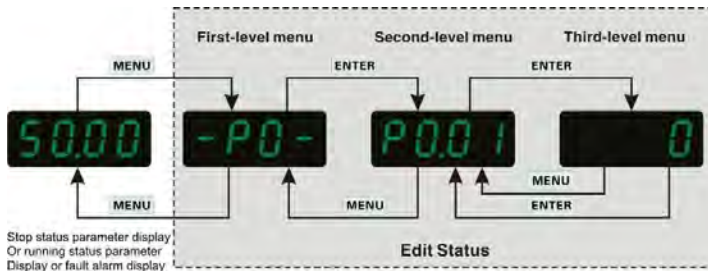 First-level menu
Second-level menu
Third-level menu
MENU
ENTER
ENTER
50.00
-P0-
P0.01
0
MENU
MENU
MENU
ENTER
Stop status parameter display
Or running status parameter
Display or fault alarm display
Edit Status